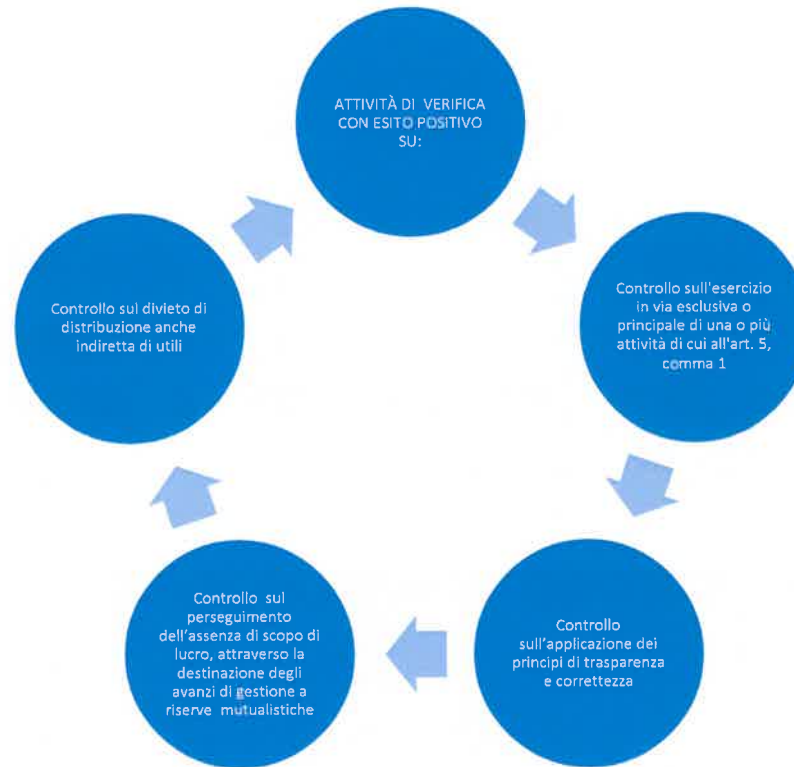 ATTIVITÀ DI VERIFICA
CON ESITO POSITIVO
SU:
Controllo sull'esercizio
in via esclusiva o
principale di una o più
attività di cui all'art. 5,
comma 1
Controllo
sull'applicazione dei
principi di trasparenza
e correttezza
Controllo sul
perseguimento
dell'assenza di scopo di
lucro, attraverso la
destinazione degli
avanzi di gestione a
riserve mutualistiche
Controllo sul divieto di
distribuzione anche
indiretta di utili